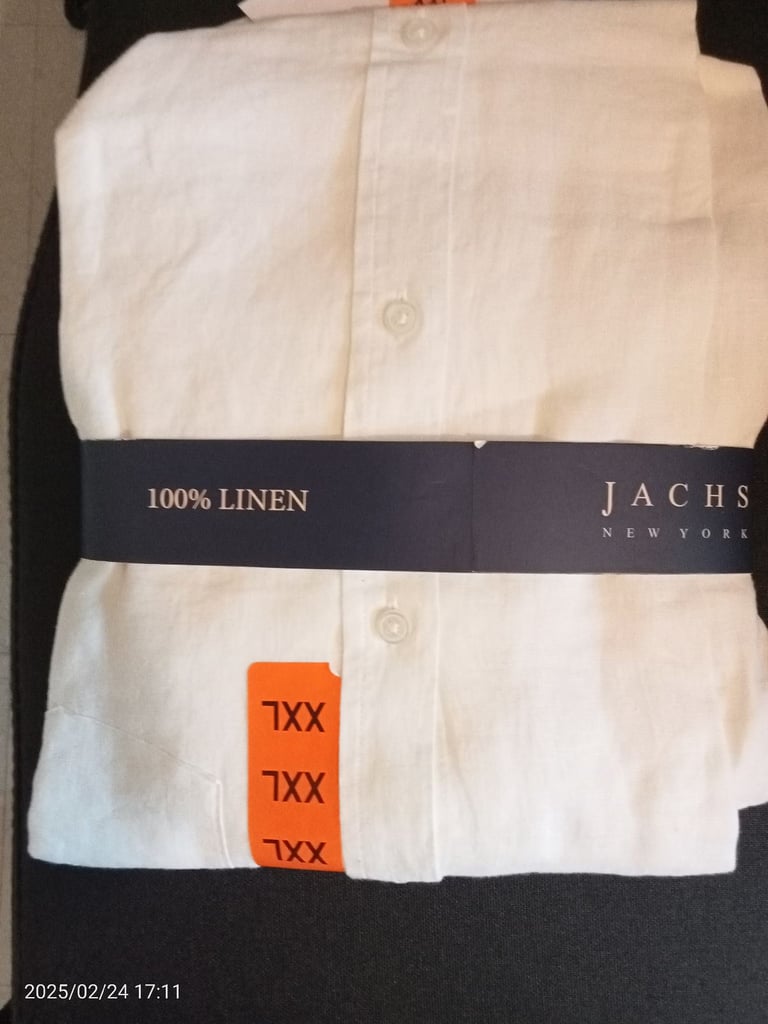 100% LINEN
JACHS
NEW YORK
XXL
XXL
XXL
2025/02/24 17:11